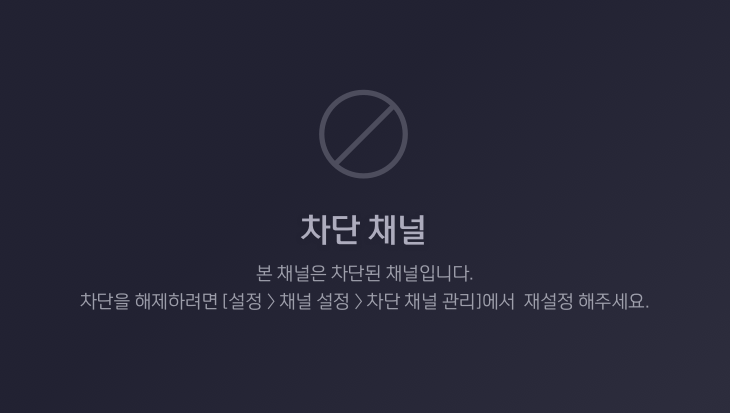 차단 채널
본 채널은 차단된 채널입니다.
차단을 해제하려면 [설정 > 채널 설정 > 차단 채널 관리]에서 재설정 해주세요.